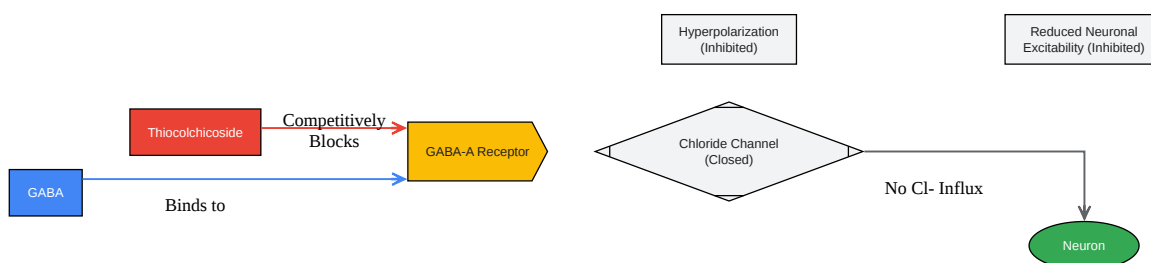 Hyperpolarization
(Inhibited)
Reduced Neuronal
Excitability (Inhibited)
Thiocolchicoside
Competitively
Blocks
GABA-A Receptor
Chloride Channel
(Closed)
GABA
Binds to
No Cl- Influx
Neuron